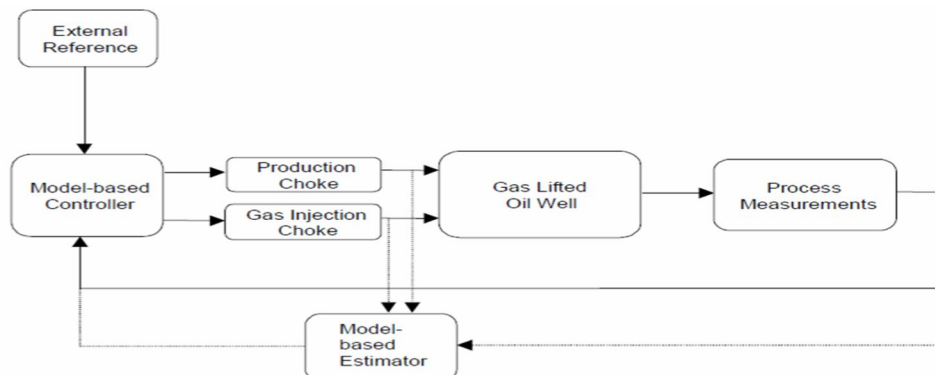 External
Reference
Model-based
Controller
Production
Choke
Gas Injection
Choke
Gas Lifted
Oil Well
Process
Measurements
Model-
based
Estimator